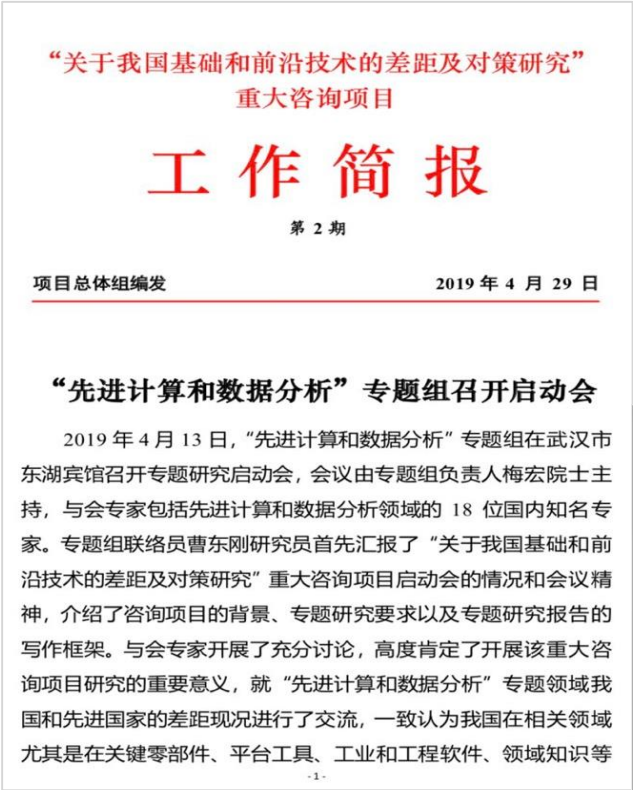 “关于我国基础和前沿技术的差距及对策研究”
重大咨询项目
工作简报
第 2 期
项目总体组编发 2019 年 4 月 29 日
“先进计算和数据分析”专题组召开启动会
2019 年 4 月 13 日，“先进计算和数据分析”专题组在武汉市
东湖宾馆召开专题研究启动会，会议由专题组负责人梅宏院士主
持，与会专家包括先进计算和数据分析领域的 18 位国内知名专
家。专题组联络员曹东刚研究员首先汇报了“关于我国基础和前
沿技术的差距及对策研究”重大咨询项目启动会的情况和会议精
神，介绍了咨询项目的背景、专题研究要求以及专题研究报告的
写作框架。与会专家开展了充分讨论，高度肯定了开展该重大咨
询项目研究的重要意义，就“先进计算和数据分析”专题领域我
国和先进国家的差距现况进行了交流，一致认为我国在相关领域
尤其是在关键零部件、平台工具、工业和工程软件、领域知识等
- 1 -